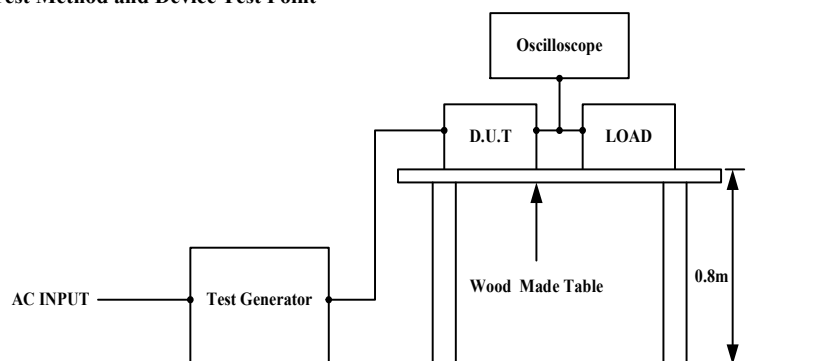 Test Method and Device Test Point
Oscilloscope
D.U.T
LOAD
Wood Made Table
0.8m
AC INPUT
Test Generator